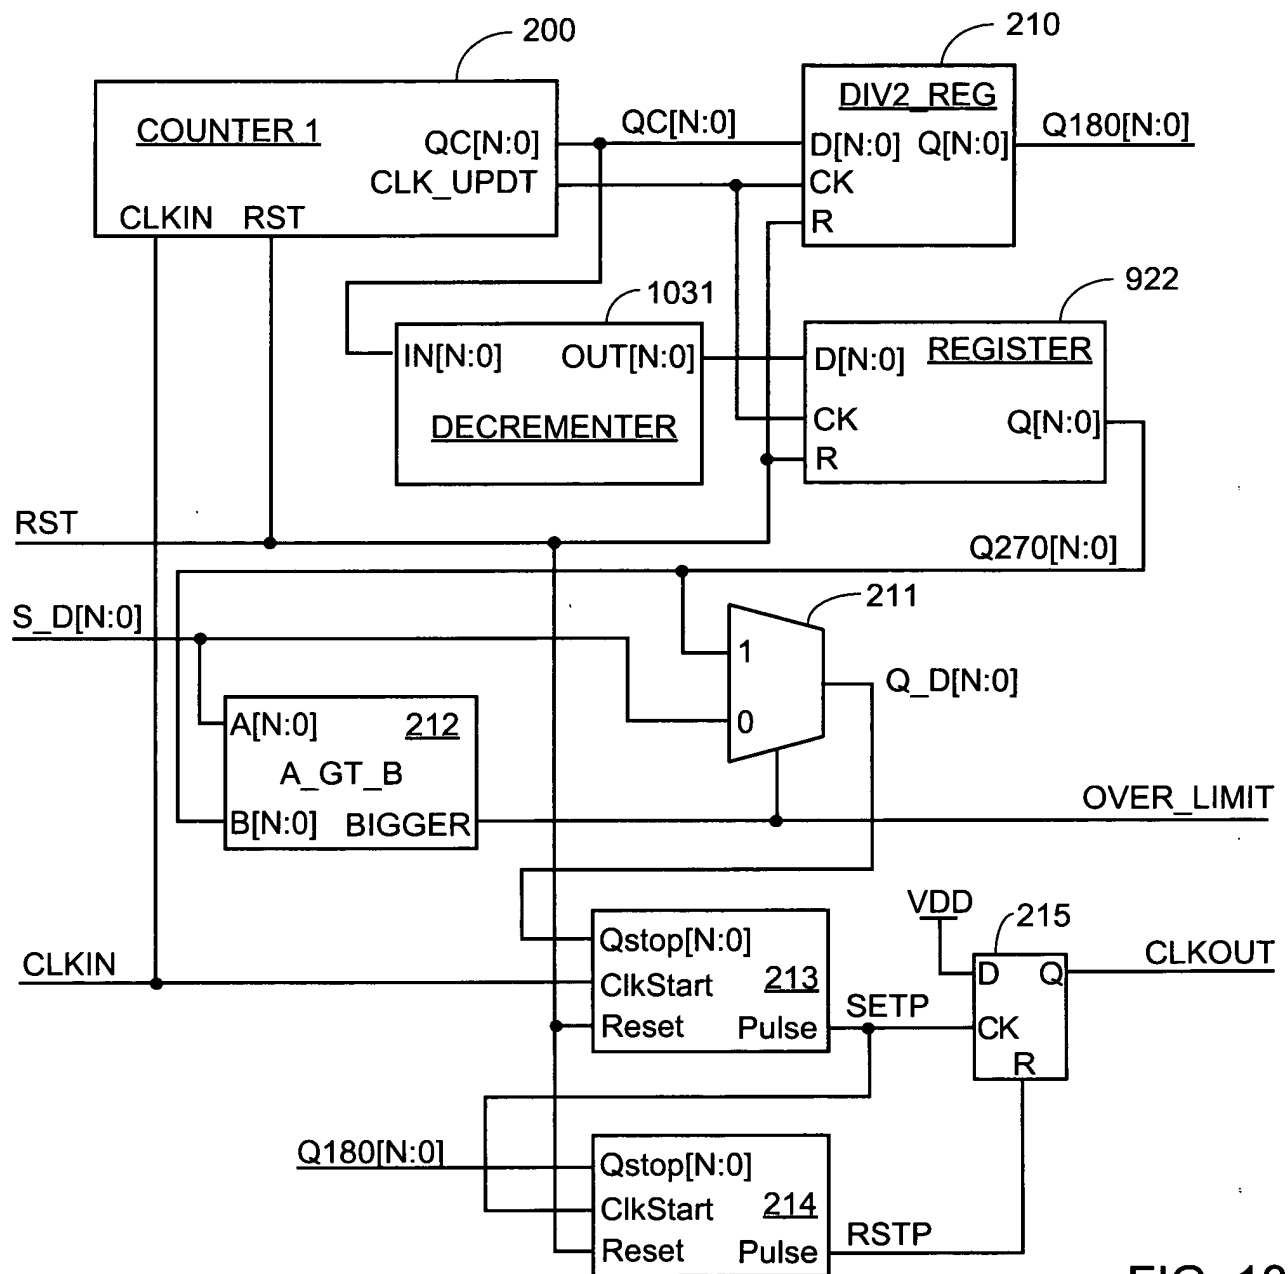 200
210
COUNTER 1
QC[N:0]
CLK_UPDT
CLKIN RST
QC[N:0]
DIV2_REG
D[N:0] Q[N:0]
CK
R
Q180[N:0]
1031
922
IN[N:0] OUT[N:0]
DECREMENTER
REGISTER
D[N:0]
CK
Q[N:0]
R
RST
Q270[N:0]
S_D[N:0]
211
1
0
Q_D[N:0]
A[N:0] 212
A_GT_B
B[N:0] BIGGER
OVER_LIMIT
CLKIN
Qstop[N:0]
ClkStart 213
Reset Pulse
SETP
VDD
215
D Q
CK
R
CLKOUT
Q180[N:0]
Qstop[N:0]
ClkStart 214
Reset Pulse
RSTP